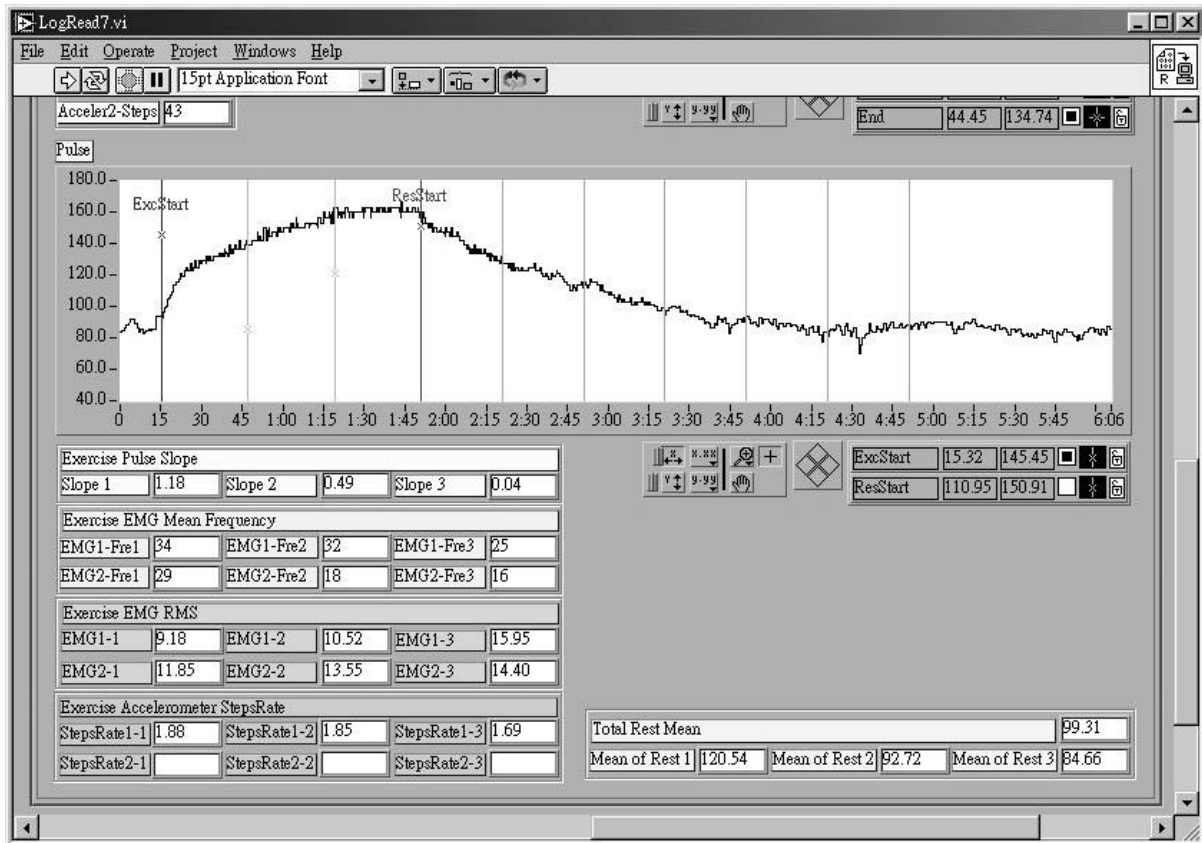 LogRead7.vi
File Edit Operate Project Windows Help
15pt Application Font
R
Acceler2-Steps 43
End 44.45 134.74
Pulse
180.0
160.0
140.0
120.0
100.0
80.0
60.0
40.0
ExcStart
ResStart
0 15 30 45 1:00 1:15 1:30 1:45 2:00 2:15 2:30 2:45 3:00 3:15 3:30 3:45 4:00 4:15 4:30 4:45 5:00 5:15 5:30 5:45 6:06
Exercise Pulse Slope
Slope 1 1.18 Slope 2 0.49 Slope 3 0.04
ExcStart 15.32 145.45
ResStart 110.95 150.91
Exercise EMG Mean Frequency
EMG1-Fre1 34 EMG1-Fre2 32 EMG1-Fre3 25
EMG2-Fre1 29 EMG2-Fre2 18 EMG2-Fre3 16
Exercise EMG RMS
EMG1-1 9.18 EMG1-2 10.52 EMG1-3 15.95
EMG2-1 11.85 EMG2-2 13.55 EMG2-3 14.40
Exercise Accelerometer StepsRate
StepsRate1-1 1.88 StepsRate1-2 1.85 StepsRate1-3 1.69
StepsRate2-1 StepsRate2-2 StepsRate2-3
Total Rest Mean 99.31
Mean of Rest 1 120.54 Mean of Rest 2 92.72 Mean of Rest 3 84.66